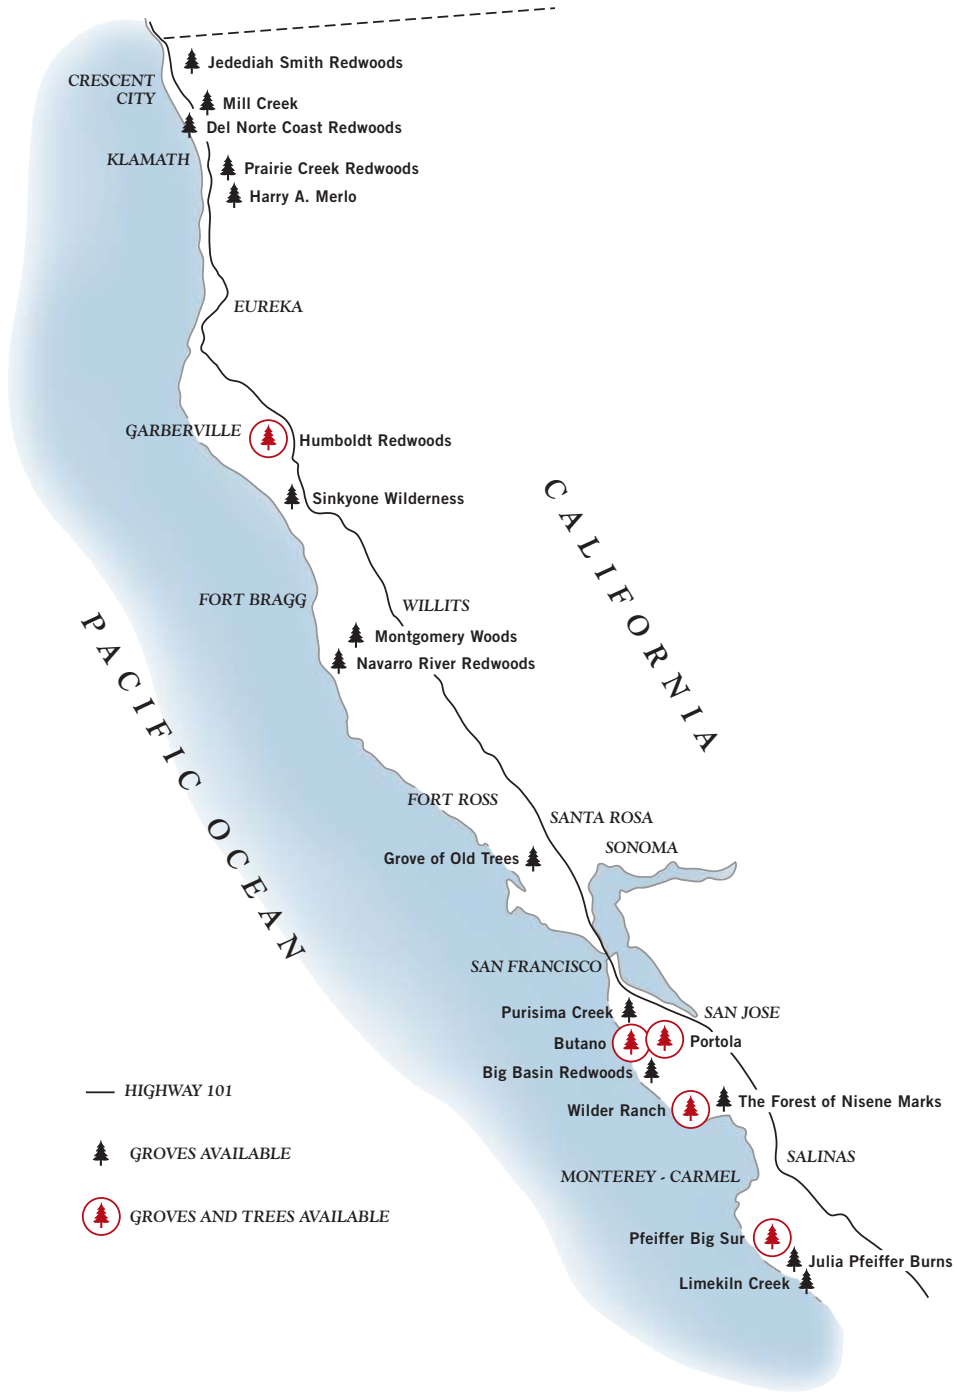 Jedediah Smith Redwoods
CRESCENT
CITY
Mill Creek
Del Norte Coast Redwoods
KLAMATH
Prairie Creek Redwoods
Harry A. Merlo
EUREKA
GARBERVILLE
Humboldt Redwoods
Sinkyone Wilderness
CALIFORNIA
FORT BRAGG
WILLITS
PACIFIC OCEAN
Montgomery Woods
Navarro River Redwoods
FORT ROSS
SANTA ROSA
SONOMA
Grove of Old Trees
SAN FRANCISCO
Purisima Creek
SAN JOSE
Butano
Portola
Big Basin Redwoods
HIGHWAY 101
Wilder Ranch
The Forest of Nisene Marks
GROVES AVAILABLE
SALINAS
MONTEREY - CARMEL
GROVES AND TREES AVAILABLE
Pfeiffer Big Sur
Julia Pfeiffer Burns
Limekiln Creek